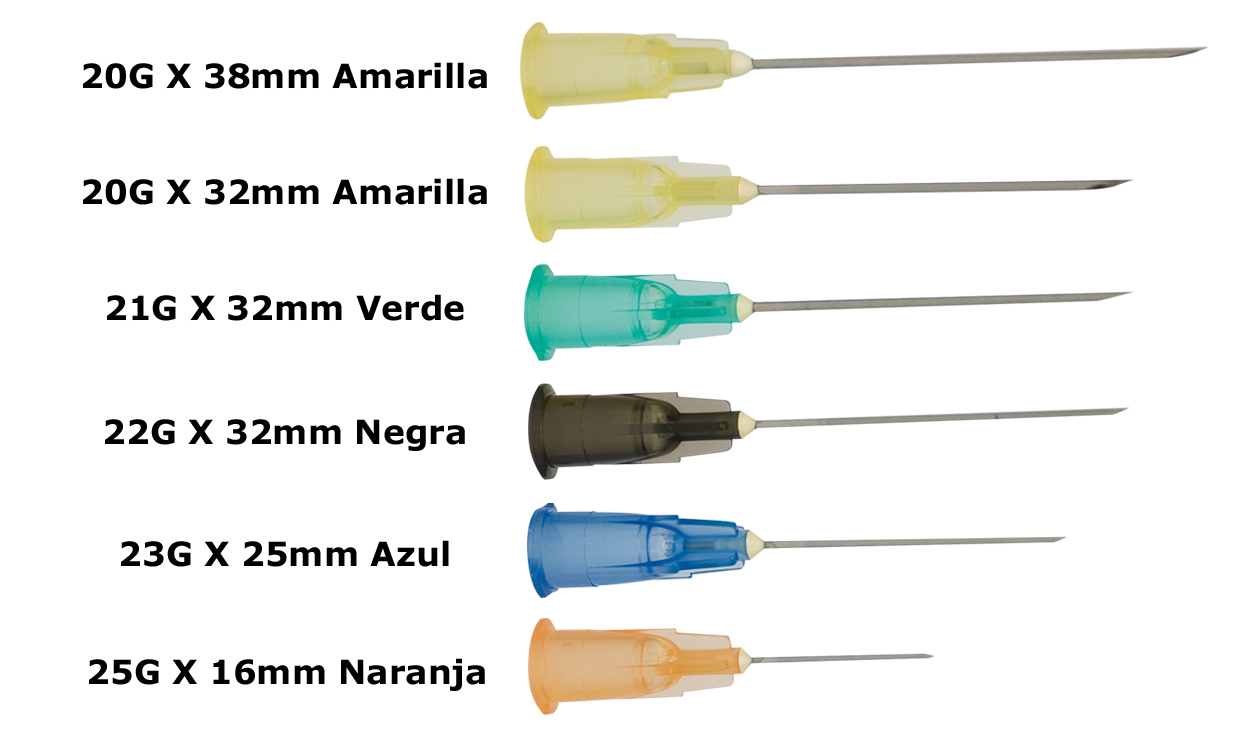 20G X 38mm Amarilla
20G X 32mm Amarilla
21G X 32mm Verde
22G X 32mm Negra
23G X 25mm Azul
25G X 16mm Naranja